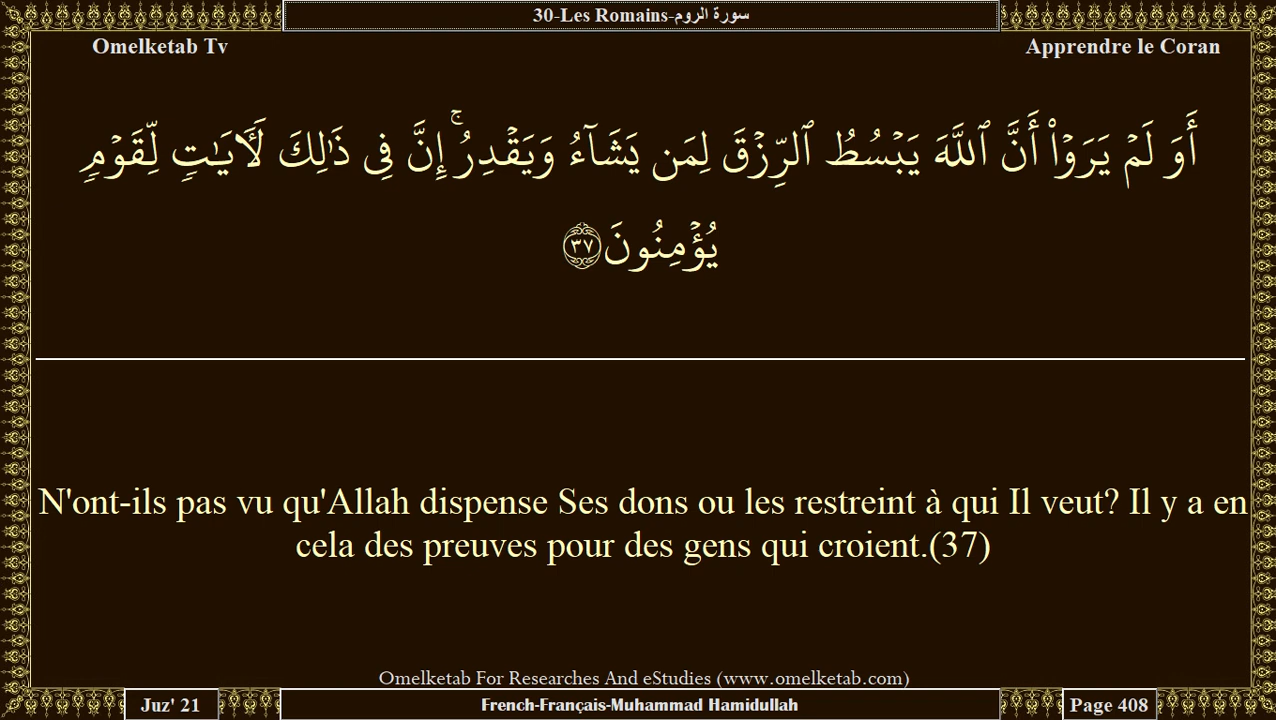 30-Les Romains-سورة الروم
Omelketab Tv
Apprendre le Coran
أَوَ لَمۡ يَرَوۡاْ أَنَّ ٱللَّهَ يَبۡسُطُ ٱلرِّزۡقَ لِمَن يَشَآءُ وَيَقۡدِرُۚ إِنَّ فِي ذَٰلِكَ لَأٓيَٰتٖ لِّقَوۡمٖ
يُؤۡمِنُونَ ٣٧
N'ont-ils pas vu qu'Allah dispense Ses dons ou les restreint à qui Il veut? Il y a en
cela des preuves pour des gens qui croient.(37)
Omelketab For Researches And eStudies (www.omelketab.com)
Juz' 21
French-Français-Muhammad Hamidullah
Page 408